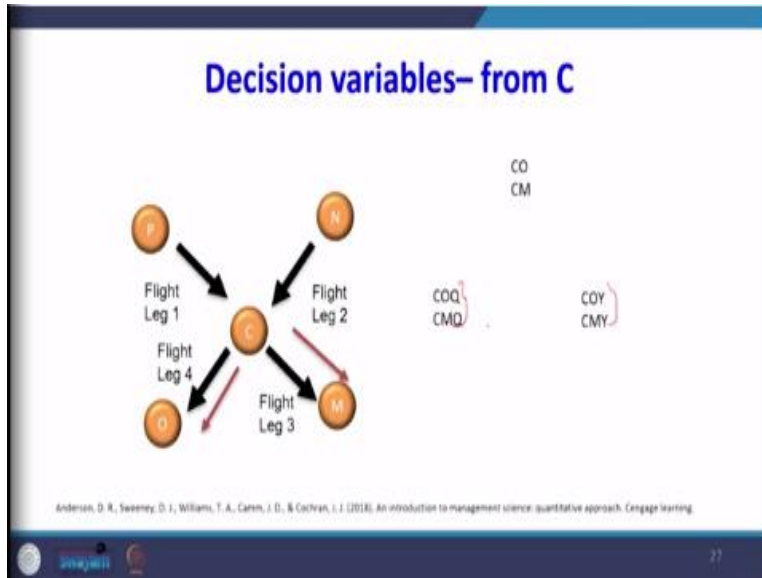 Decision variables– from C
CO
CM
P
N
Flight
Leg 1
Flight
Leg 2
C
COQ
CMQ
COY
CMY
Flight
Leg 4
Flight
Leg 3
O
M
Anderson, D. R., Sweeney, D. J., Williams, T. A., Camm, J. D., & Cochran, J. J. (2018). An introduction to management science: quantitative approach. Cengage learning.
swayam
27